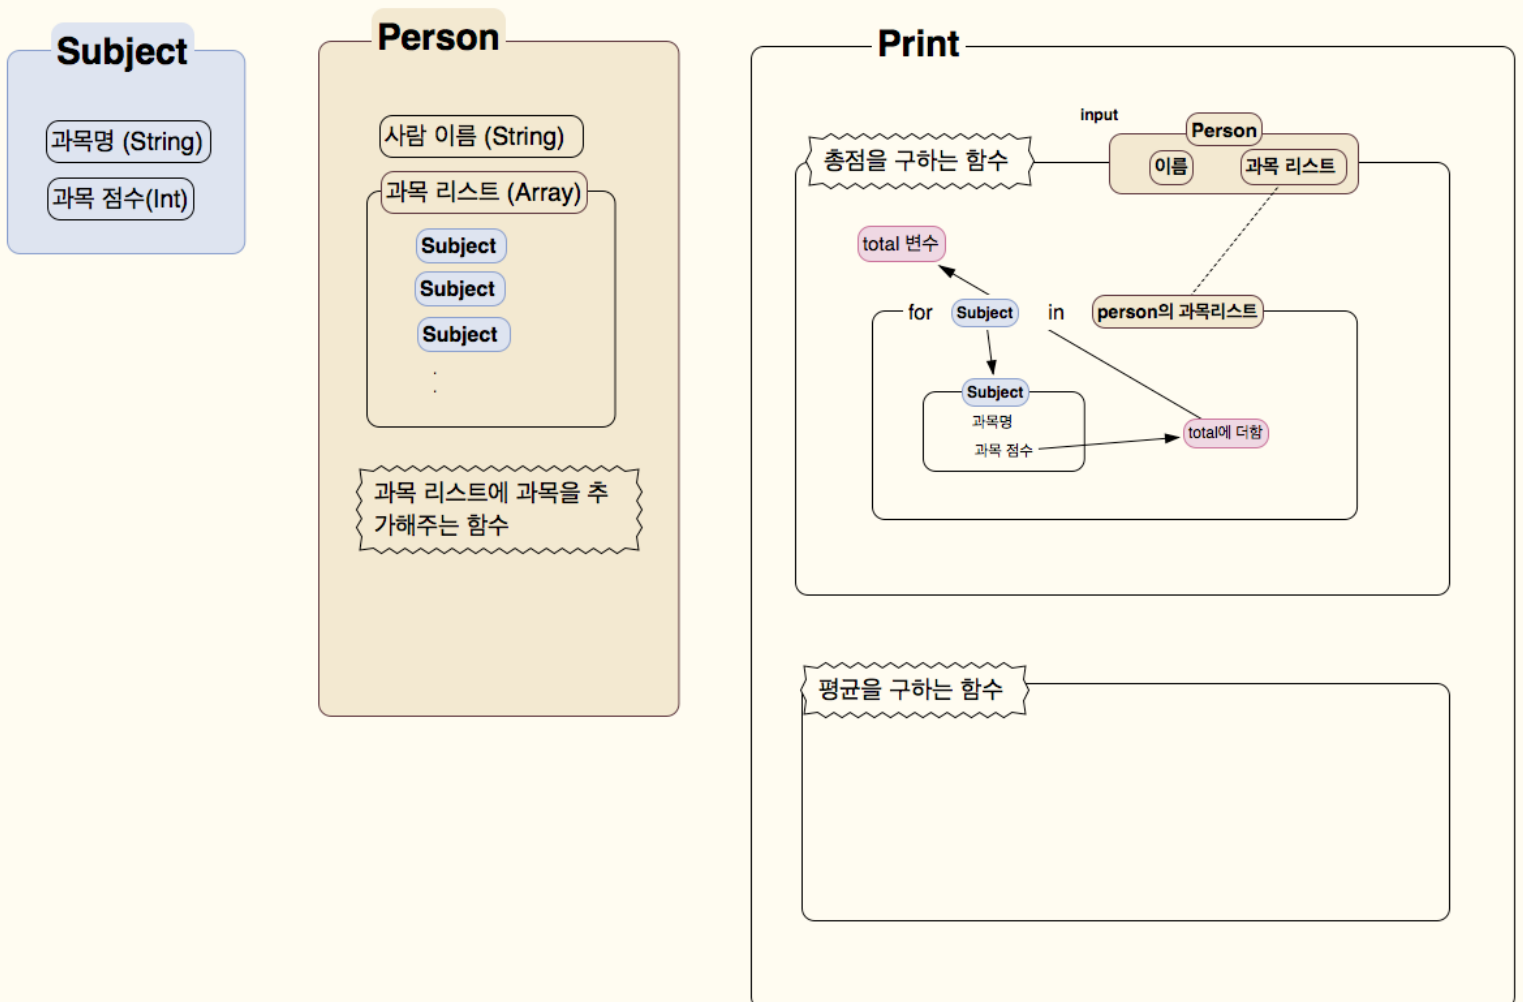 Subject
과목명 (String)
과목 점수(Int)
Person
사람 이름 (String)
과목 리스트 (Array)
Subject
Subject
Subject
.
.
과목 리스트에 과목을 추
가해주는 함수
Print
input
총점을 구하는 함수
Person
이름
과목 리스트
total 변수
for Subject in person의 과목리스트
Subject
과목명
과목 점수
total에 더함
평균을 구하는 함수